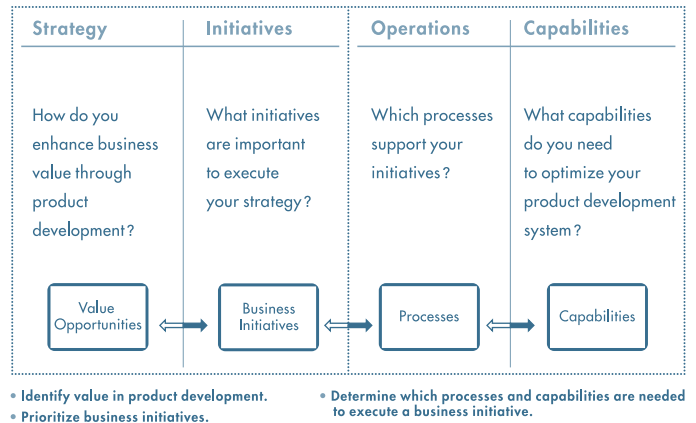 Strategy
How do you
enhance business
value through
product
development?
Value
Opportunities
Initiatives
What initiatives
are important
to execute
your strategy?
Business
Initiatives
Operations
Which processes
support your
initiatives?
Processes
Capabilities
What capabilities
do you need
to optimize your
product development
system?
Capabilities
• Identify value in product development.
• Prioritize business initiatives.
• Determine which processes and capabilities are needed
to execute a business initiative.